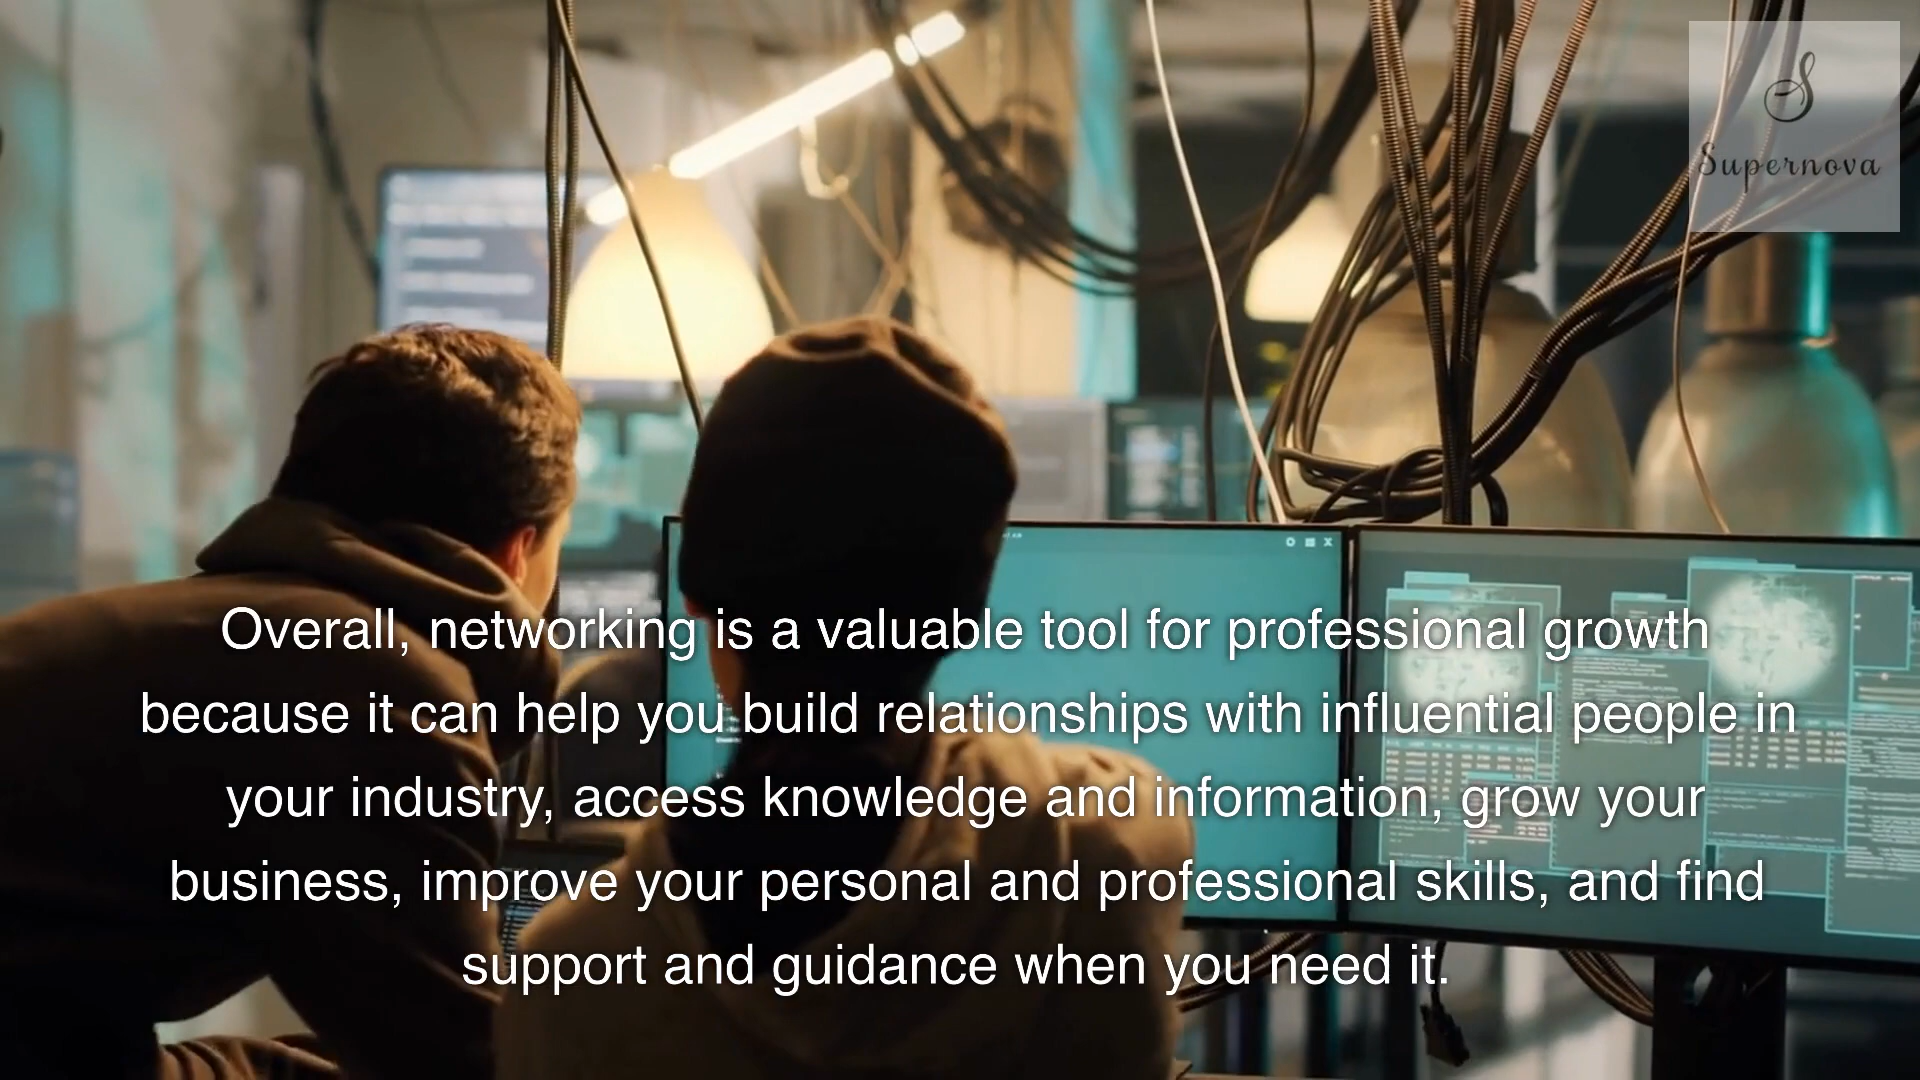 S
Supernova
Overall, networking is a valuable tool for professional growth
because it can help you build relationships with influential people in
your industry, access knowledge and information, grow your
business, improve your personal and professional skills, and find
support and guidance when you need it.